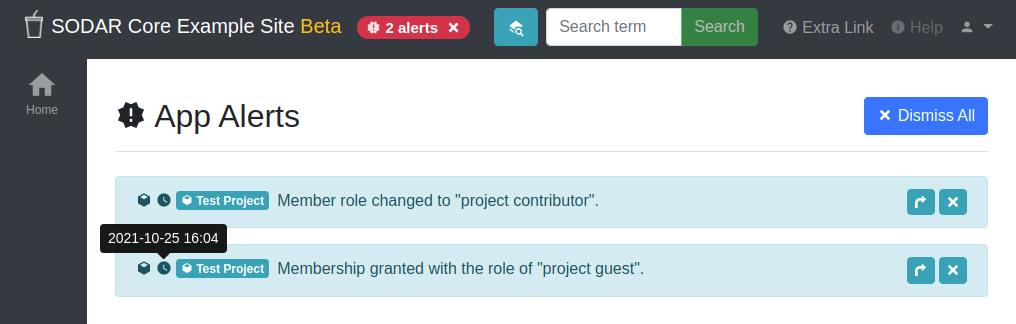 SODAR Core Example Site Beta
2 alerts
Search term
Search
Extra Link
Help
Home
App Alerts
Dismiss All
Test Project Member role changed to "project contributor".
2021-10-25 16:04
Test Project Membership granted with the role of "project guest".